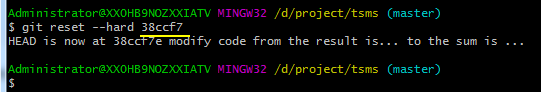 Administrator@XXOHB9NOZXXIATV MINGW32 /d/project/tsms (master)
$ git reset --hard 38ccf7
HEAD is now at 38ccf7e modify code from the result is... to the sum is ...
Administrator@XXOHB9NOZXXIATV MINGW32 /d/project/tsms (master)
$